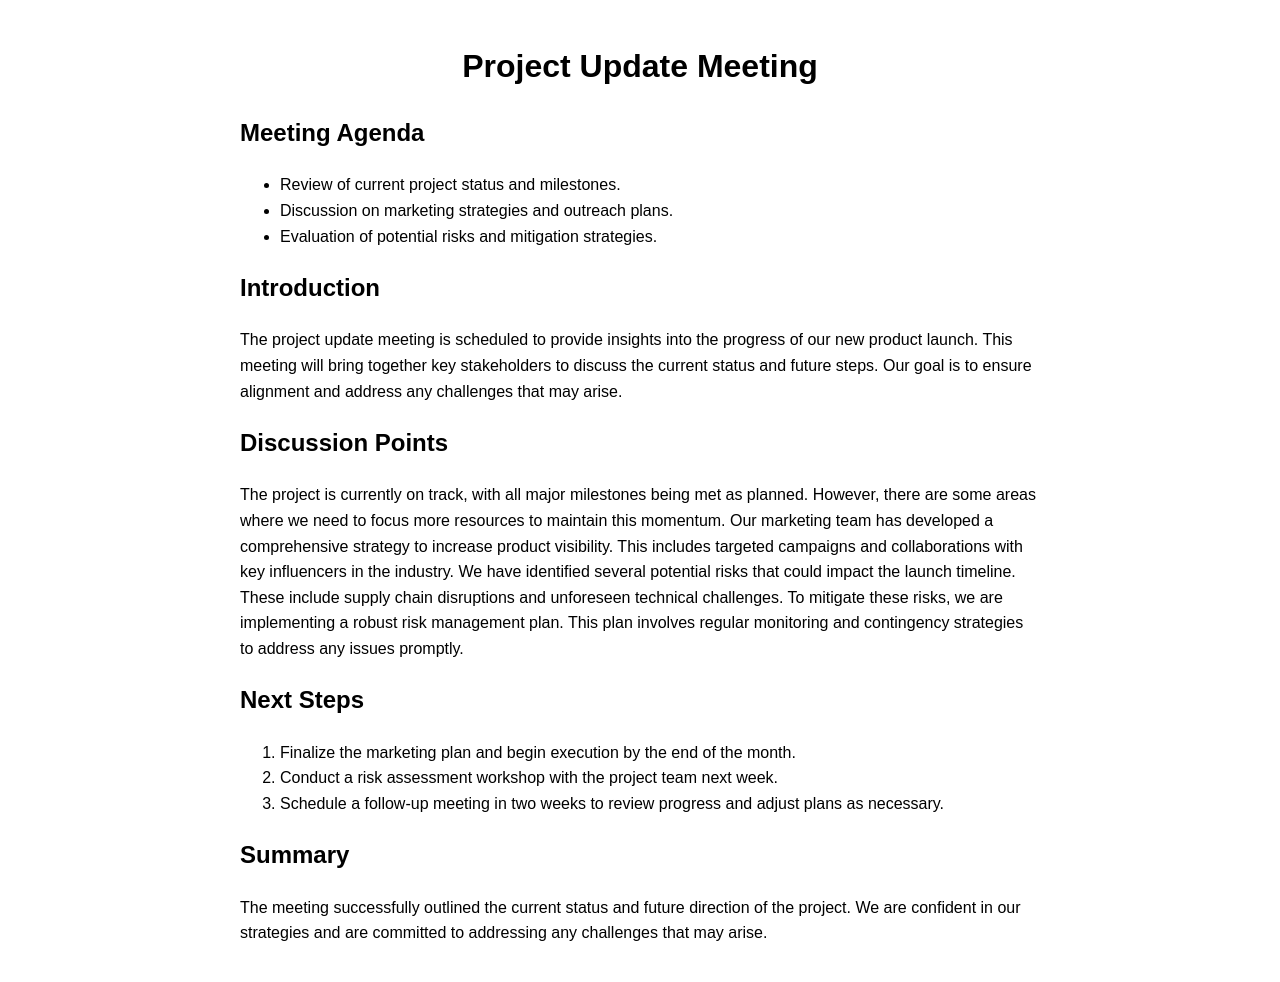 Project Update Meeting
Meeting Agenda
• Review of current project status and milestones.
• Discussion on marketing strategies and outreach plans.
• Evaluation of potential risks and mitigation strategies.
Introduction
The project update meeting is scheduled to provide insights into the progress of our new product launch. This
meeting will bring together key stakeholders to discuss the current status and future steps. Our goal is to ensure
alignment and address any challenges that may arise.
Discussion Points
The project is currently on track, with all major milestones being met as planned. However, there are some areas
where we need to focus more resources to maintain this momentum. Our marketing team has developed a
comprehensive strategy to increase product visibility. This includes targeted campaigns and collaborations with
key influencers in the industry. We have identified several potential risks that could impact the launch timeline.
These include supply chain disruptions and unforeseen technical challenges. To mitigate these risks, we are
implementing a robust risk management plan. This plan involves regular monitoring and contingency strategies
to address any issues promptly.
Next Steps
1. Finalize the marketing plan and begin execution by the end of the month.
2. Conduct a risk assessment workshop with the project team next week.
3. Schedule a follow-up meeting in two weeks to review progress and adjust plans as necessary.
Summary
The meeting successfully outlined the current status and future direction of the project. We are confident in our
strategies and are committed to addressing any challenges that may arise.